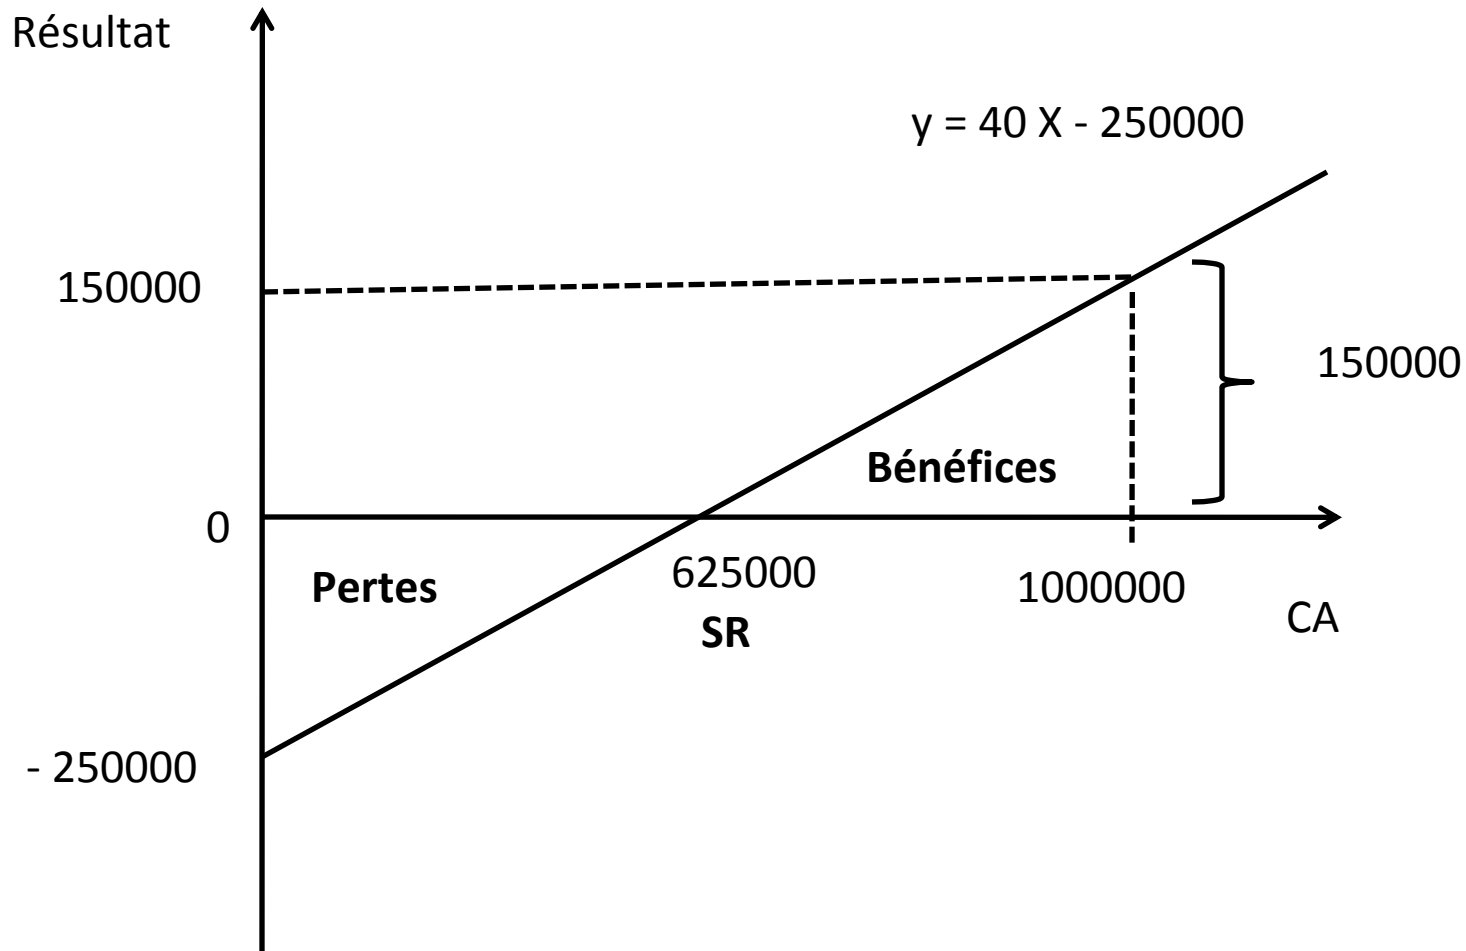 Résultat
y = 40 X - 250000
150000
150000
Bénéfices
0
Pertes
625000
1000000
CA
SR
- 250000